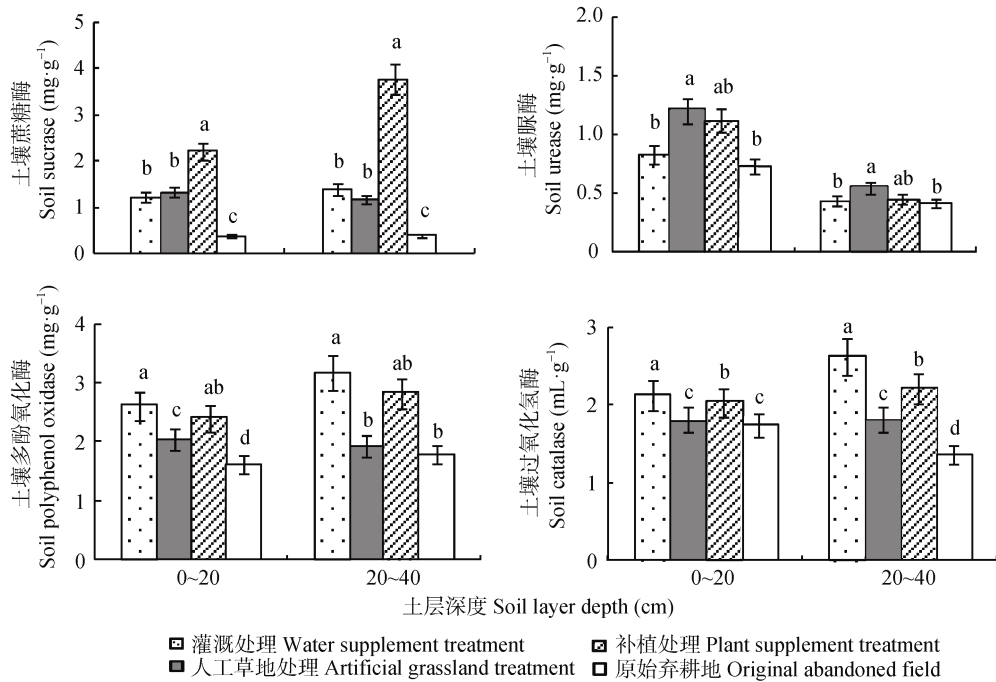 土壤蔗糖酶
Soil sucrase (mg·g⁻¹)
5
4
3
2
1
0
b b a c
b b a c
土壤脲酶
Soil urease (mg·g⁻¹)
2.0
1.5
1.0
0.5
0
b a ab b
b a ab b
土壤多酚氧化酶
Soil polyphenol oxidase (mg·g⁻¹)
4
3
2
1
0
a c ab d
a b ab b
0~20 20~40
土壤过氧化氢酶
Soil catalase (mL·g⁻¹)
3
2
1
0
a c b c
a c b d
0~20 20~40
土层深度 Soil layer depth (cm)
灌溉处理 Water supplement treatment 补植处理 Plant supplement treatment
人工草地处理 Artificial grassland treatment 原始弃耕地 Original abandoned field